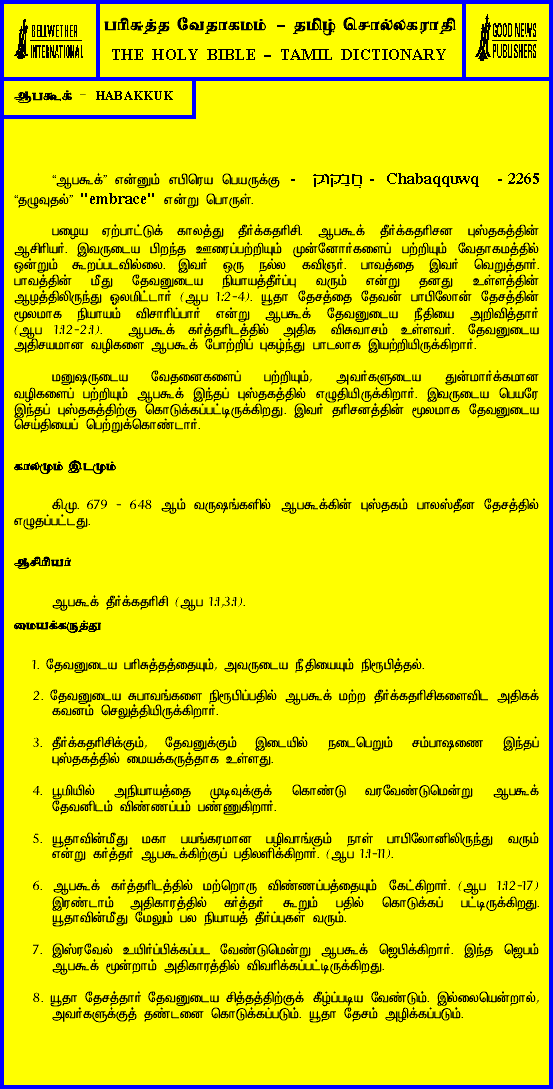 BELLWETHER
INTERNATIONAL
பரிசுத்த வேதாகமம் – தமிழ் சொல்லகராதி
THE HOLY BIBLE – TAMIL DICTIONARY
GOOD NEWS
PUBLISHERS
ஆபகூக் – HABAKKUK
“ஆபகூக்” என்னும் எபிரெய பெயருக்கு - חבקוק - Chabaqquwq - 2265
“தழுவுதல்” "embrace" என்று பொருள்.
பழைய ஏற்பாட்டுக் காலத்து தீர்க்கதரிசி. ஆபகூக் தீர்க்கதரிசன புஸ்தகத்தின்
ஆசிரியர். இவருடைய பிறந்த ஊரைப்பற்றியும் முன்னோர்களைப் பற்றியும் வேதாகமத்தில்
ஒன்றும் கூறப்படவில்லை. இவர் ஒரு நல்ல கவிஞர். பாவத்தை இவர் வெறுத்தார்.
பாவத்தின் மீது தேவனுடைய நியாயத்தீர்ப்பு வரும் என்று தனது உள்ளத்தின்
ஆழத்திலிருந்து ஓலமிட்டார் (ஆப 1:2-4). யூதா தேசத்தை தேவன் பாபிலோன் தேசத்தின்
மூலமாக நியாயம் விசாரிப்பார் என்று ஆபகூக் தேவனுடைய நீதியை அறிவித்தார்
(ஆப 1:12-2:1). ஆபகூக் கர்த்தரிடத்தில் அதிக விசுவாசம் உள்ளவர். தேவனுடைய
அதிசயமான வழிகளை ஆபகூக் போற்றிப் புகழ்ந்து பாடலாக இயற்றியிருக்கிறார்.
மனுஷருடைய வேதனைகளைப் பற்றியும், அவர்களுடைய துன்மார்க்கமான
வழிகளைப் பற்றியும் ஆபகூக் இந்தப் புஸ்தகத்தில் எழுதியிருக்கிறார். இவருடைய பெயரே
இந்தப் புஸ்தகத்திற்கு கொடுக்கப்பட்டிருக்கிறது. இவர் தரிசனத்தின் மூலமாக தேவனுடைய
செய்தியைப் பெற்றுக்கொண்டார்.
காலமும் இடமும்
கி.மு. 679 - 648 ஆம் வருஷங்களில் ஆபகூக்கின் புஸ்தகம் பாலஸ்தீன தேசத்தில்
எழுதப்பட்டது.
ஆசிரியர்
ஆபகூக் தீர்க்கதரிசி (ஆப 1:1,3:1).
மையக்கருத்து
1. தேவனுடைய பரிசுத்தத்தையும், அவருடைய நீதியையும் நிரூபித்தல்.
2. தேவனுடைய சுபாவங்களை நிரூபிப்பதில் ஆபகூக் மற்ற தீர்க்கதரிசிகளைவிட அதிகக்
கவனம் செலுத்தியிருக்கிறார்.
3. தீர்க்கதரிசிக்கும், தேவனுக்கும் இடையில் நடைபெறும் சம்பாஷணை இந்தப்
புஸ்தகத்தில் மையக்கருத்தாக உள்ளது.
4. பூமியில் அநியாயத்தை முடிவுக்குக் கொண்டு வரவேண்டுமென்று ஆபகூக்
தேவனிடம் விண்ணப்பம் பண்ணுகிறார்.
5. யூதாவின்மீது மகா பயங்கரமான பழிவாங்கும் நாள் பாபிலோனிலிருந்து வரும்
என்று கர்த்தர் ஆபகூக்கிற்குப் பதிலளிக்கிறார். (ஆப 1:1-11).
6. ஆபகூக் கர்த்தரிடத்தில் மற்றொரு விண்ணப்பத்தையும் கேட்கிறார். (ஆப 1:12-17)
இரண்டாம் அதிகாரத்தில் கர்த்தர் கூறும் பதில் கொடுக்கப் பட்டிருக்கிறது.
யூதாவின்மீது மேலும் பல நியாயத் தீர்ப்புகள் வரும்.
7. இஸ்ரவேல் உயிர்ப்பிக்கப்பட வேண்டுமென்று ஆபகூக் ஜெபிக்கிறார். இந்த ஜெபம்
ஆபகூக் மூன்றாம் அதிகாரத்தில் விவரிக்கப்பட்டிருக்கிறது.
8. யூதா தேசத்தார் தேவனுடைய சித்தத்திற்குக் கீழ்ப்படிய வேண்டும். இல்லையென்றால்,
அவர்களுக்குத் தண்டனை கொடுக்கப்படும். யூதா தேசம் அழிக்கப்படும்.